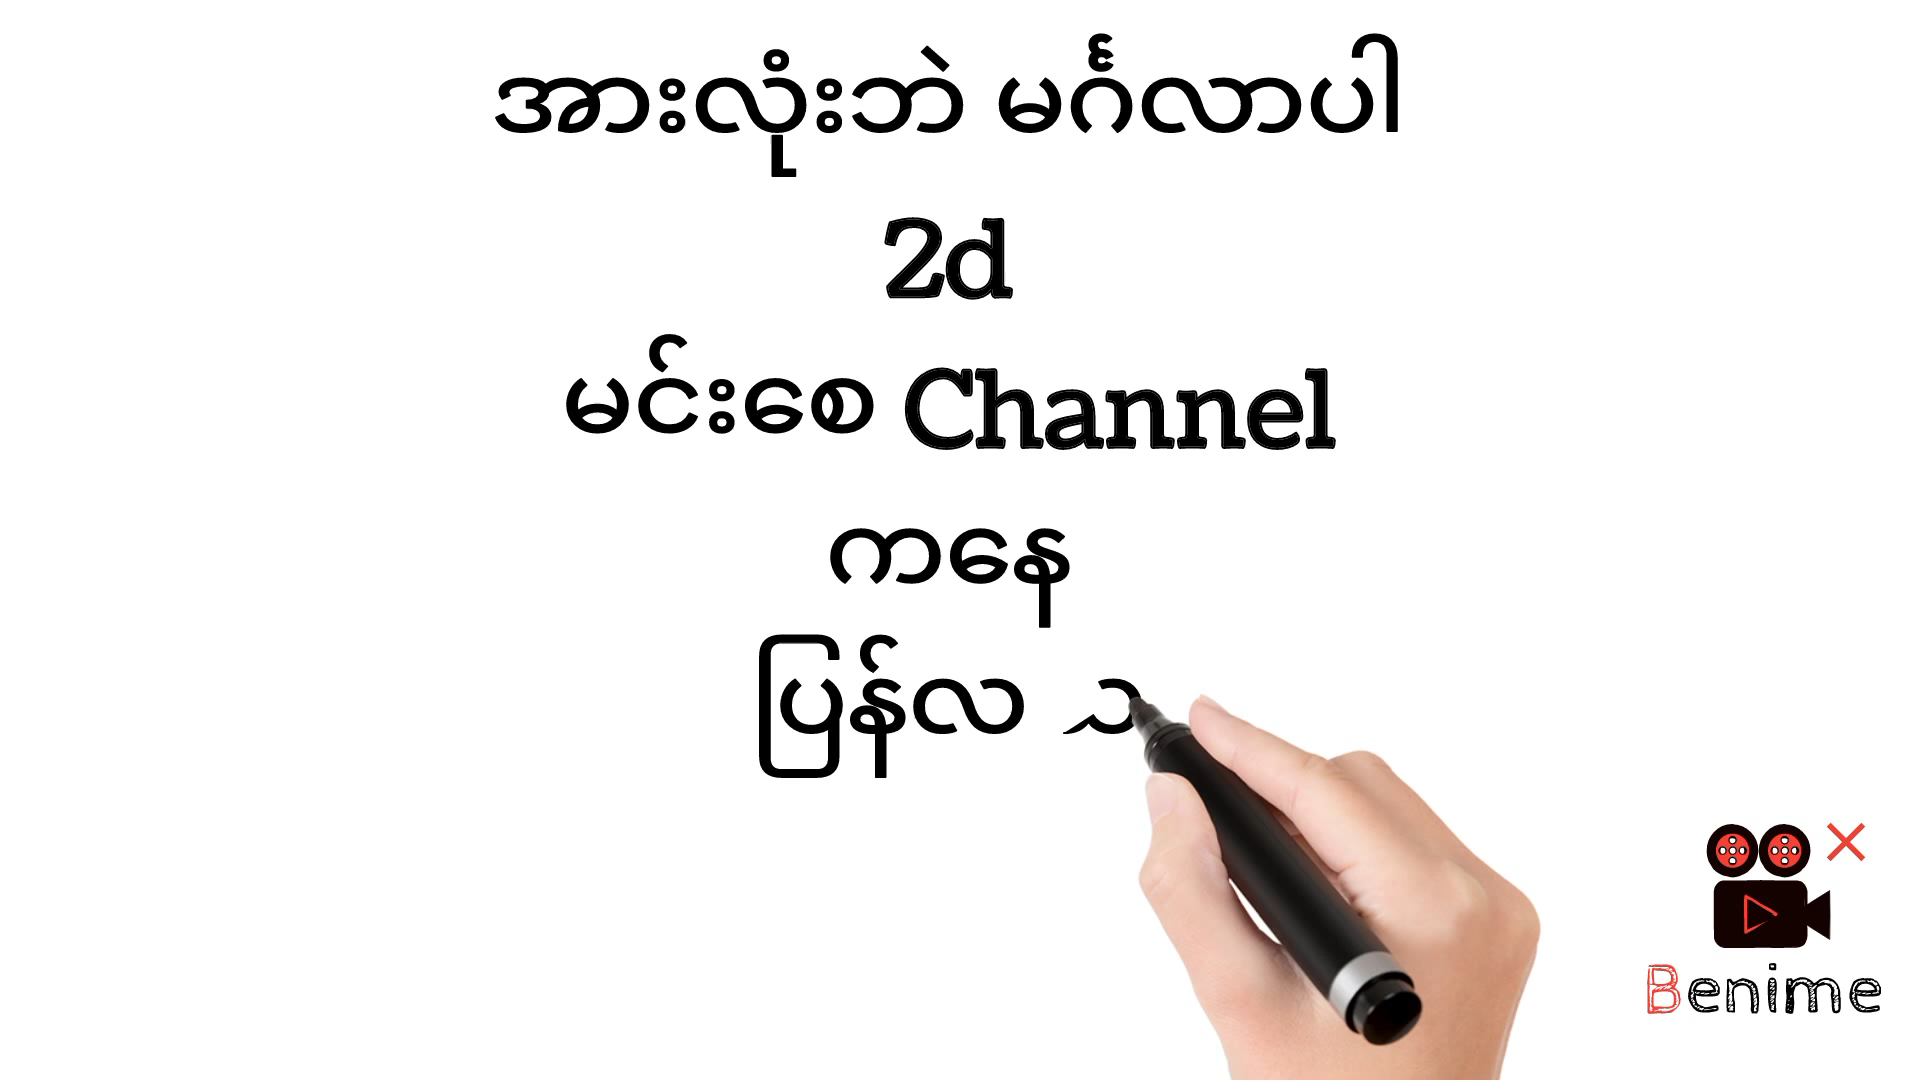 အားလုံးဘဲ မင်္ဂလာပါ
2d
မင်းစေ Channel
ကနေ
ပြန်လ
Benime